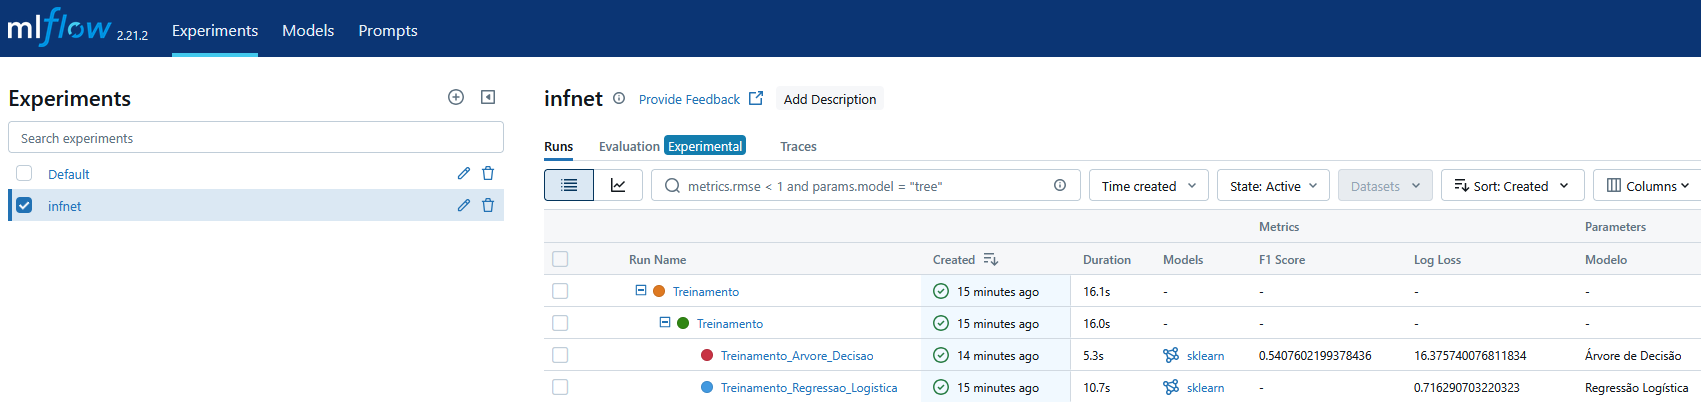 mlflow 2.21.2 Experiments Models Prompts
Experiments
Search experiments
Default
infnet
infnet Provide Feedback Add Description
Runs Evaluation Experimental Traces
metrics.rmse < 1 and params.model = "tree" Time created State: Active Datasets Sort: Created Columns
Metrics Parameters
Run Name Created Duration Models F1 Score Log Loss Modelo
Treinamento 15 minutes ago 16.1s - - - -
Treinamento 15 minutes ago 16.0s - - - -
Treinamento_Arvore_Decisao 14 minutes ago 5.3s sklearn 0.5407602199378436 16.375740076811834 Árvore de Decisão
Treinamento_Regressao_Logistica 15 minutes ago 10.7s sklearn - 0.716290703220323 Regressão Logística